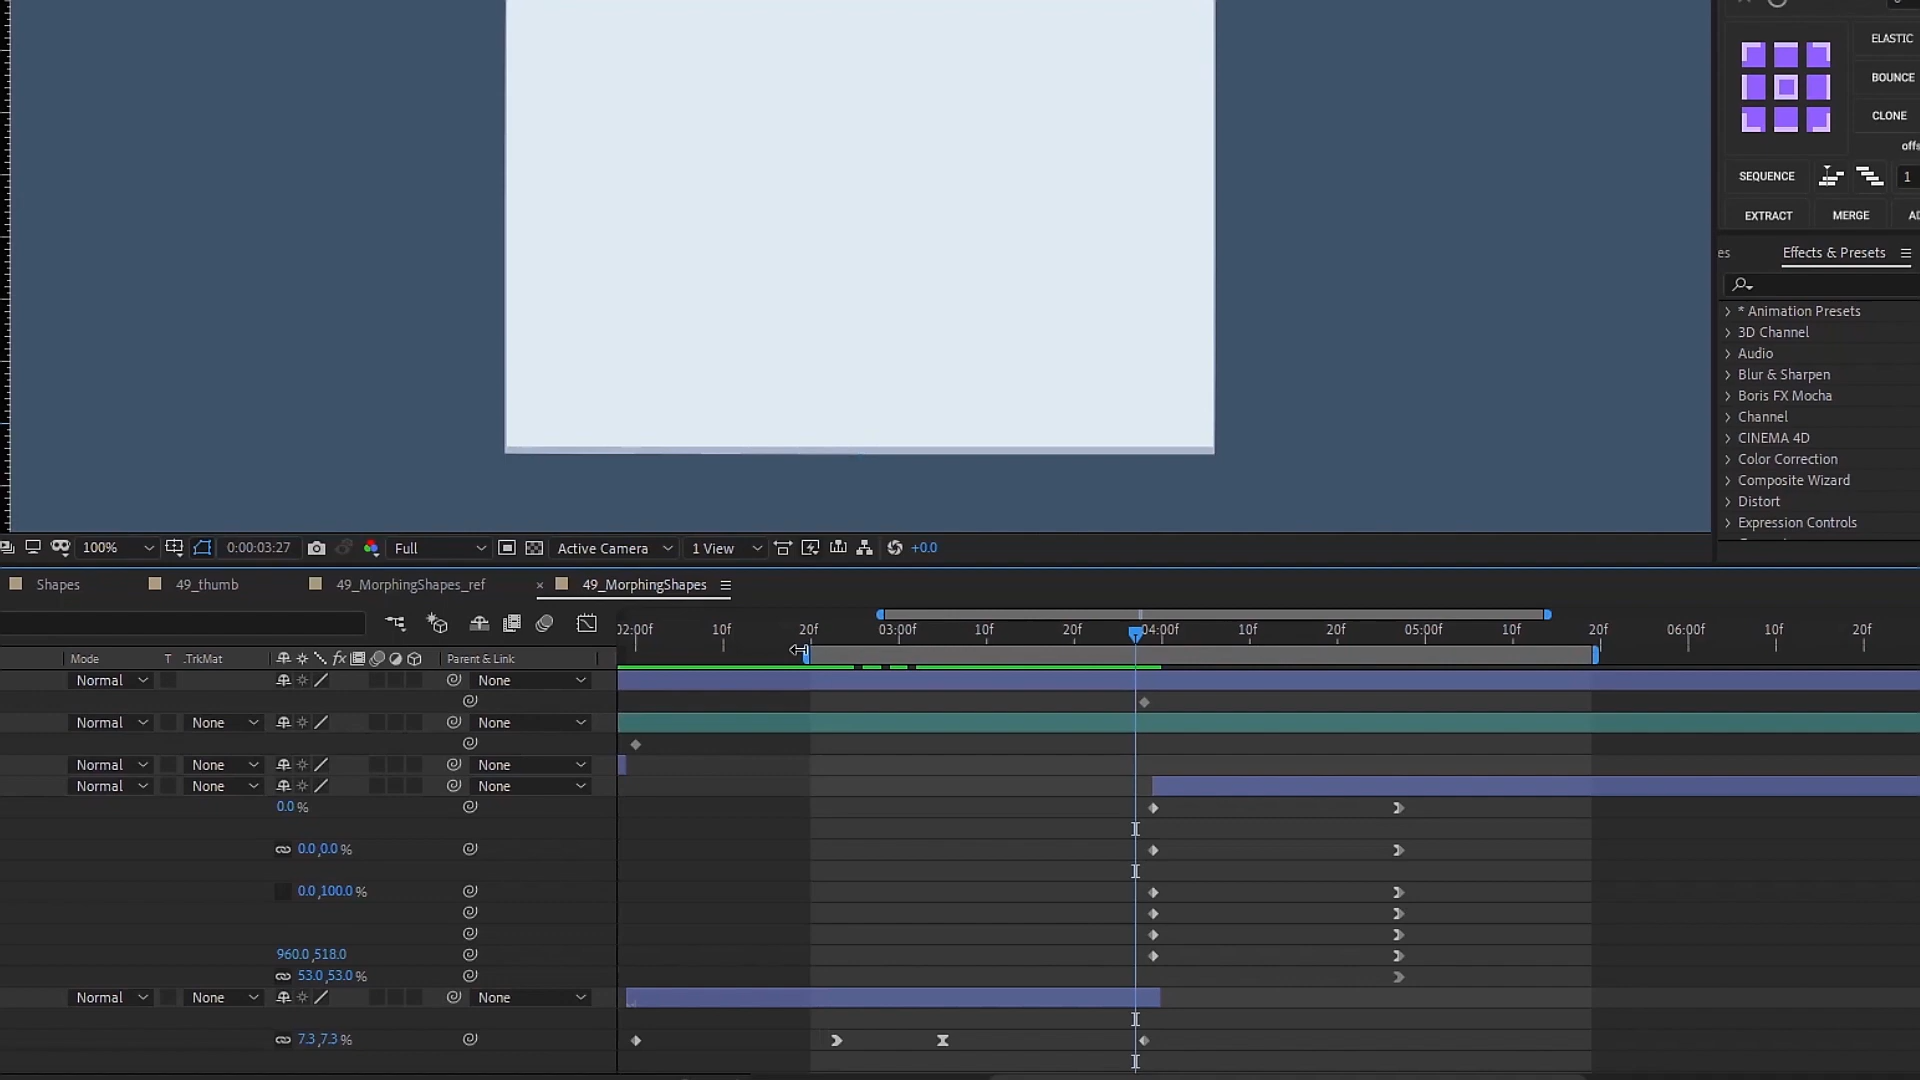 ELASTIC
BOUNCE
CLONE
offs
SEQUENCE 1
EXTRACT MERGE
es Effects & Presets
* Animation Presets
3D Channel
Audio
Blur & Sharpen
Boris FX Mocha
Channel
CINEMA 4D
Color Correction
Composite Wizard
Distort
Expression Controls
100% 0:00:03:27 Full Active Camera 1 View +0.0
Shapes 49_thumb 49_MorphingShapes_ref × 49_MorphingShapes
02:00f 10f 20f 03:00f 10f 20f 04:00f 10f 20f 05:00f 10f 20f 06:00f 10f 20f
Mode T .TrkMat fx Parent & Link
Normal None
Normal None None
Normal None None
Normal None None
0.0 %
0.0,0.0 %
0.0,100.0 %
960.0,518.0
53.0,53.0 %
Normal None None
7.3,7.3 %